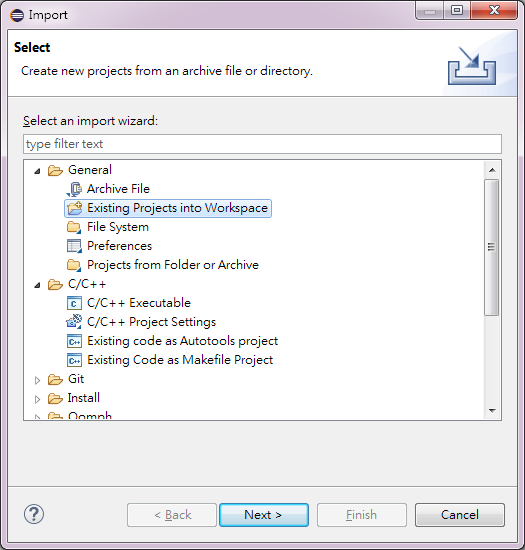 Import
Select
Create new projects from an archive file or directory.
Select an import wizard:
type filter text
General
Archive File
Existing Projects into Workspace
File System
Preferences
Projects from Folder or Archive
C/C++
C/C++ Executable
C/C++ Project Settings
Existing code as Autotools project
Existing Code as Makefile Project
Git
Install
Oomph
?
< Back
Next >
Finish
Cancel